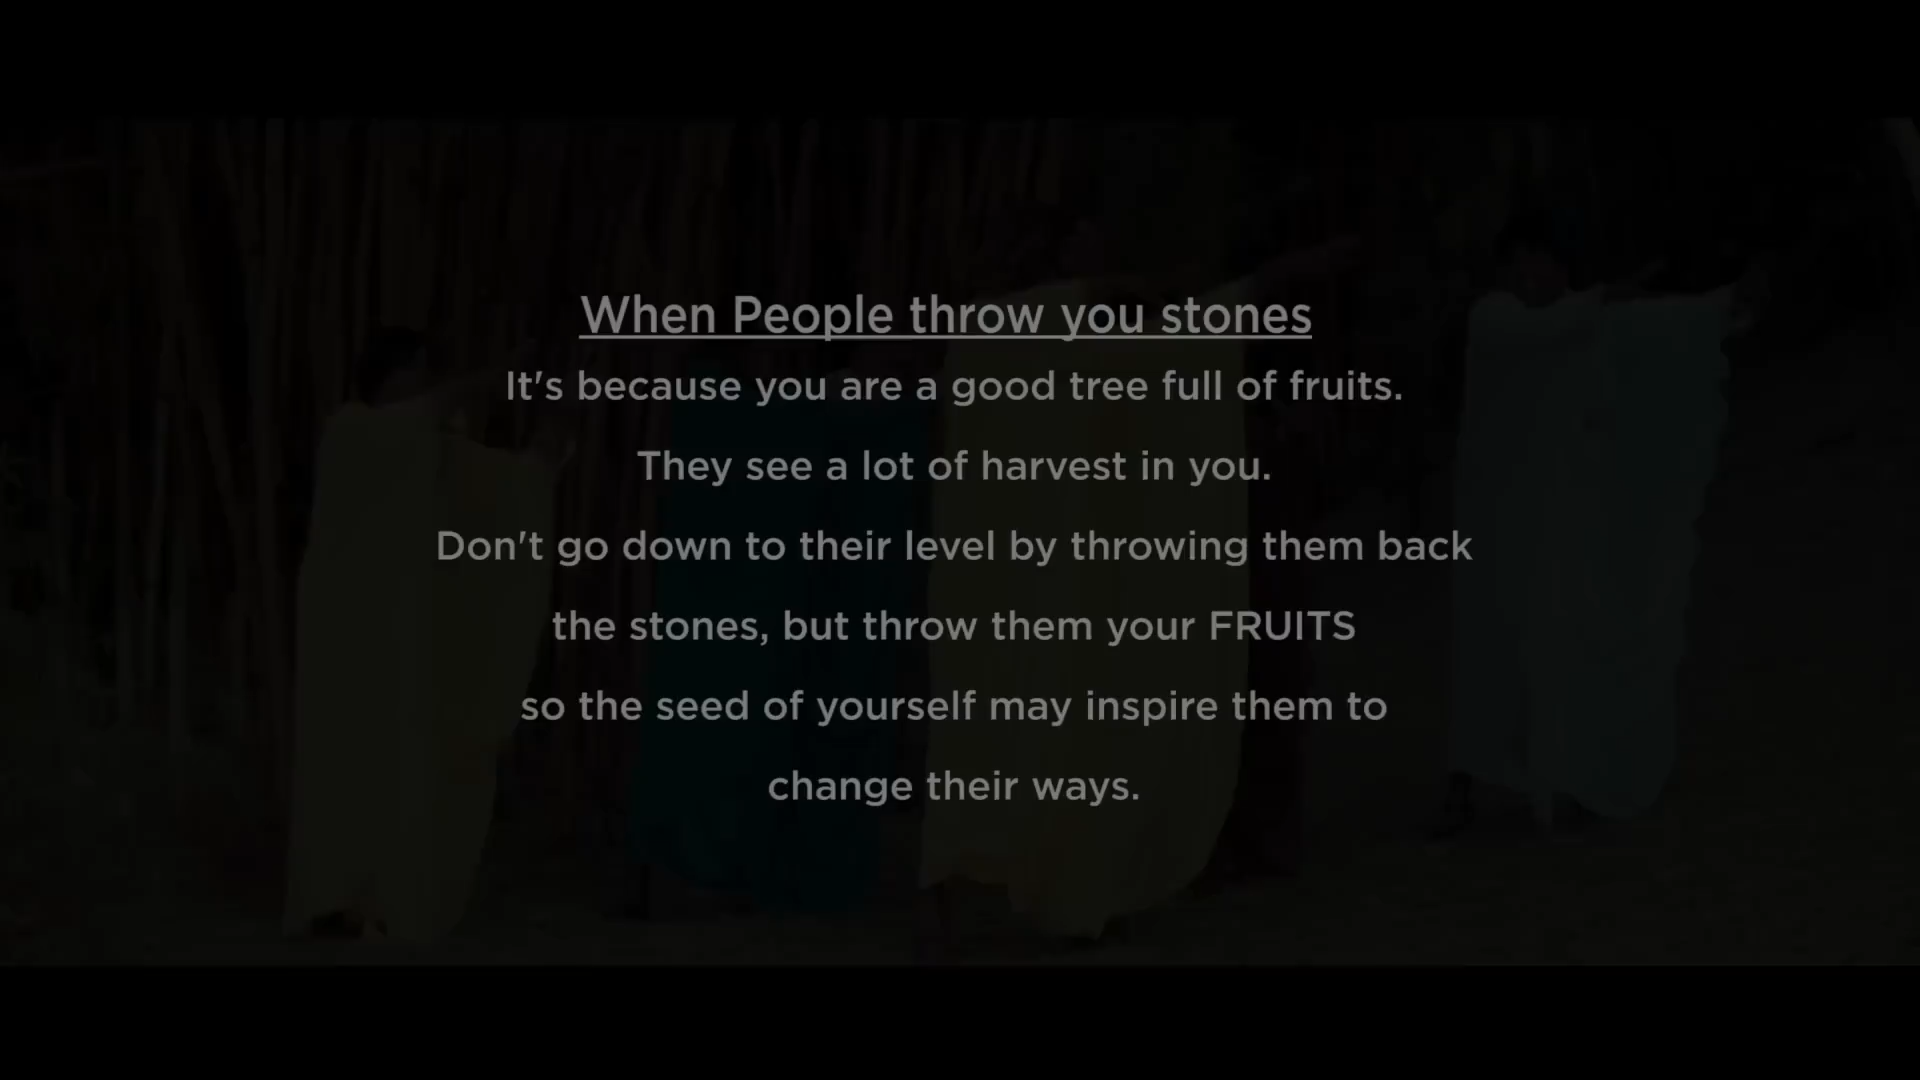 When People throw you stones
It's because you are a good tree full of fruits.
They see a lot of harvest in you.
Don't go down to their level by throwing them back
the stones, but throw them your FRUITS
so the seed of yourself may inspire them to
change their ways.